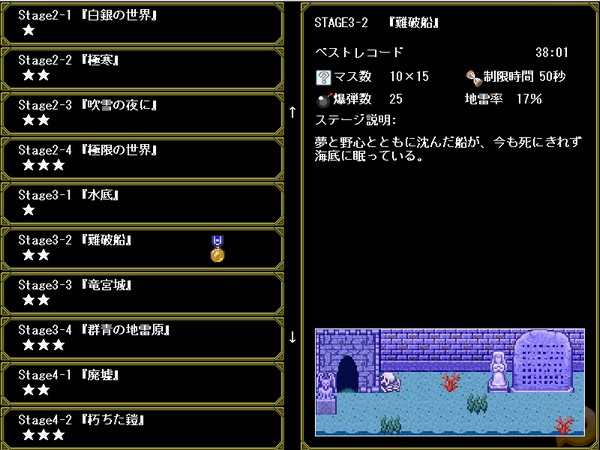 Stage2-1 『白銀の世界』
★
Stage2-2 『極寒』
★★
Stage2-3 『吹雪の夜に』
★★
Stage2-4 『極限の世界』
★★★
Stage3-1 『水底』
★
Stage3-2 『難破船』
★★
Stage3-3 『竜宮城』
★★
Stage3-4 『群青の地雷原』
★★★
Stage4-1 『廃墟』
★★
Stage4-2 『朽ちた鎧』
★★★
↑
↓
STAGE3-2 『難破船』
ベストレコード 38:01
マス数 10×15 制限時間 50秒
爆弾数 25 地雷率 17%
ステージ説明:
夢と野心とともに沈んだ船が、今も死にきれず
海底に眠っている。